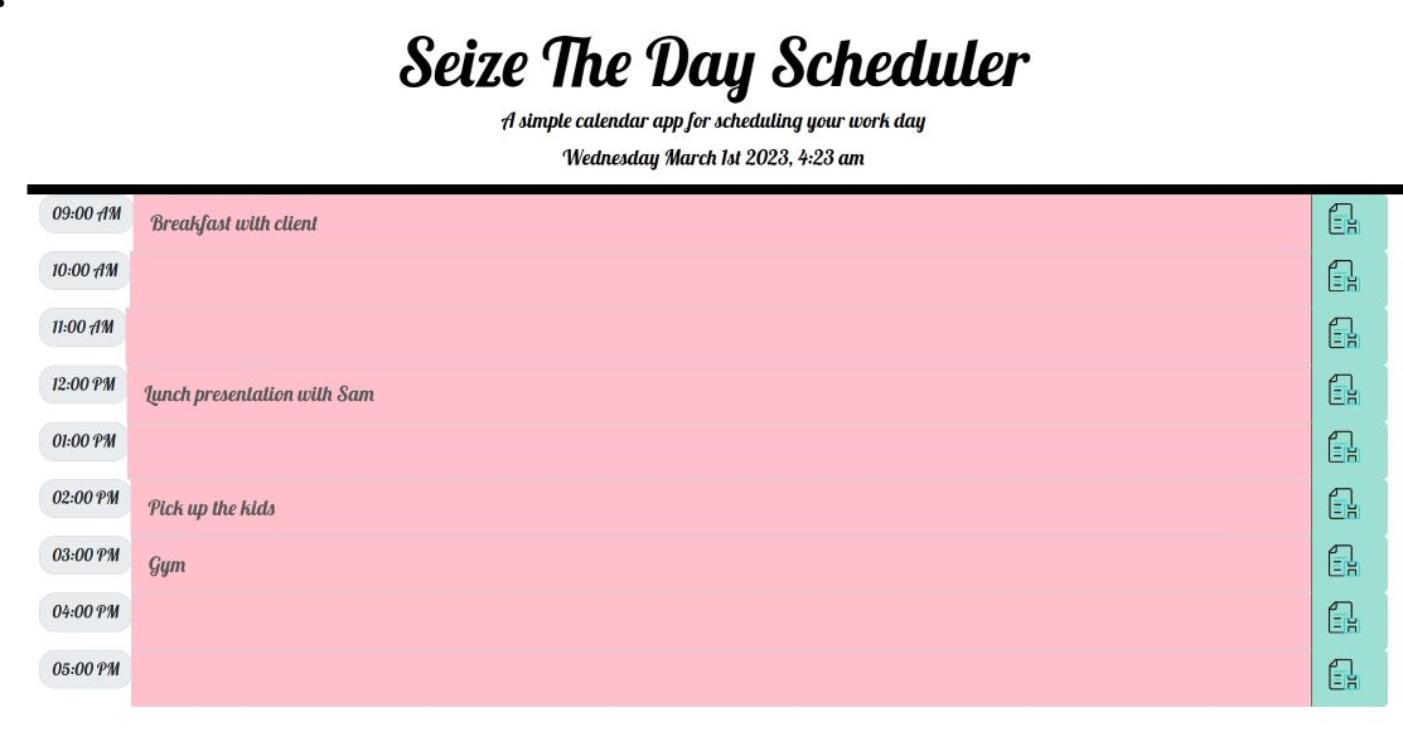 Seize The Day Scheduler
A simple calendar app for scheduling your work day
Wednesday March 1st 2023, 4:23 am
09:00 AM Breakfast with client
10:00 AM
11:00 AM
12:00 PM Lunch presentation with Sam
01:00 PM
02:00 PM Pick up the kids
03:00 PM Gym
04:00 PM
05:00 PM